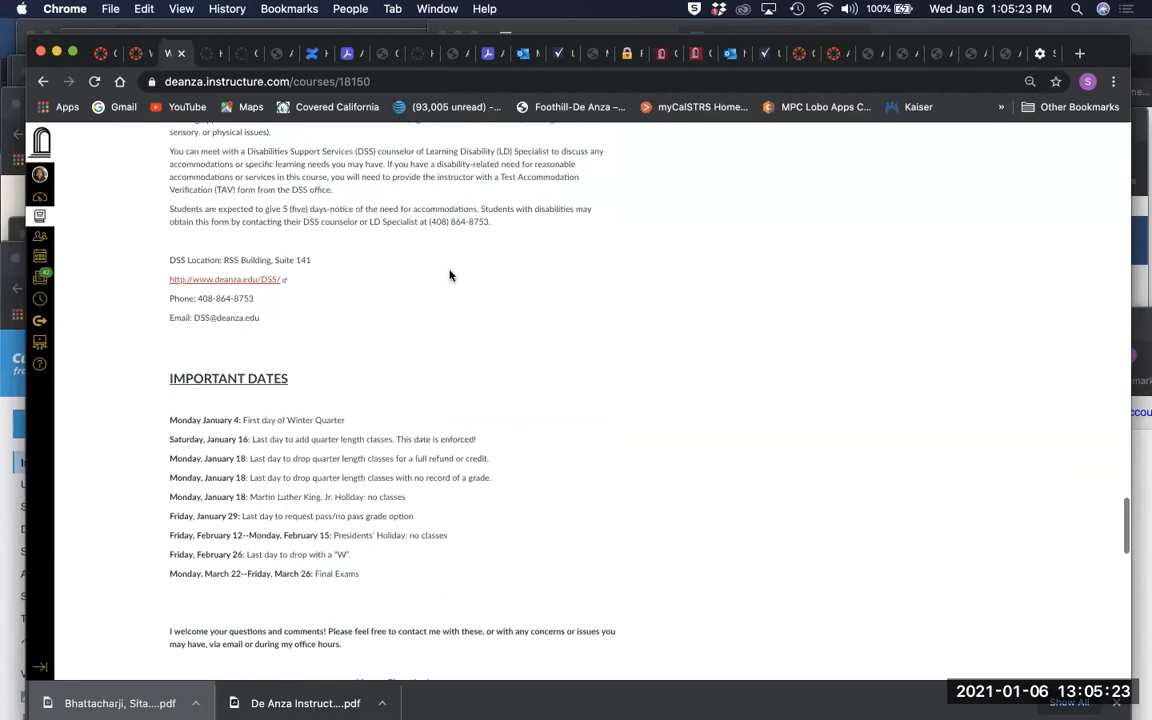 Chrome File Edit View History Bookmarks People Tab Window Help 100% Wed Jan 6 1:05:23 PM
deanza.instructure.com/courses/18150
Apps Gmail YouTube Maps Covered California (93,005 unread) -... Foothill-De Anza –... myCalSTRS Home... MPC Lobo Apps C... Kaiser » Other Bookmarks
sensory, or physical issues).
You can meet with a Disabilities Support Services (DSS) counselor of Learning Disability (LD) Specialist to discuss any
accommodations or specific learning needs you may have. If you have a disability-related need for reasonable
accommodations or services in this course, you will need to provide the instructor with a Test Accommodation
Verification (TAV) form from the DSS office.
Students are expected to give 5 (five) days-notice of the need for accommodations. Students with disabilities may
obtain this form by contacting their DSS counselor or LD Specialist at (408) 864-8753.
DSS Location: RSS Building, Suite 141
http://www.deanza.edu/DSS/
Phone: 408-864-8753
Email: DSS@deanza.edu
IMPORTANT DATES
Monday January 4: First day of Winter Quarter
Saturday, January 16: Last day to add quarter length classes. This date is enforced!
Monday, January 18: Last day to drop quarter length classes for a full refund or credit.
Monday, January 18: Last day to drop quarter length classes with no record of a grade.
Monday, January 18: Martin Luther King, Jr. Holiday: no classes
Friday, January 29: Last day to request pass/no pass grade option
Friday, February 12--Monday, February 15: Presidents' Holiday: no classes
Friday, February 26: Last day to drop with a "W".
Monday, March 22--Friday, March 26: Final Exams
I welcome your questions and comments! Please feel free to contact me with these, or with any concerns or issues you
may have, via email or during my office hours.
Bhattacharji, Sita....pdf De Anza Instruct....pdf Show All
2021-01-06 13:05:23